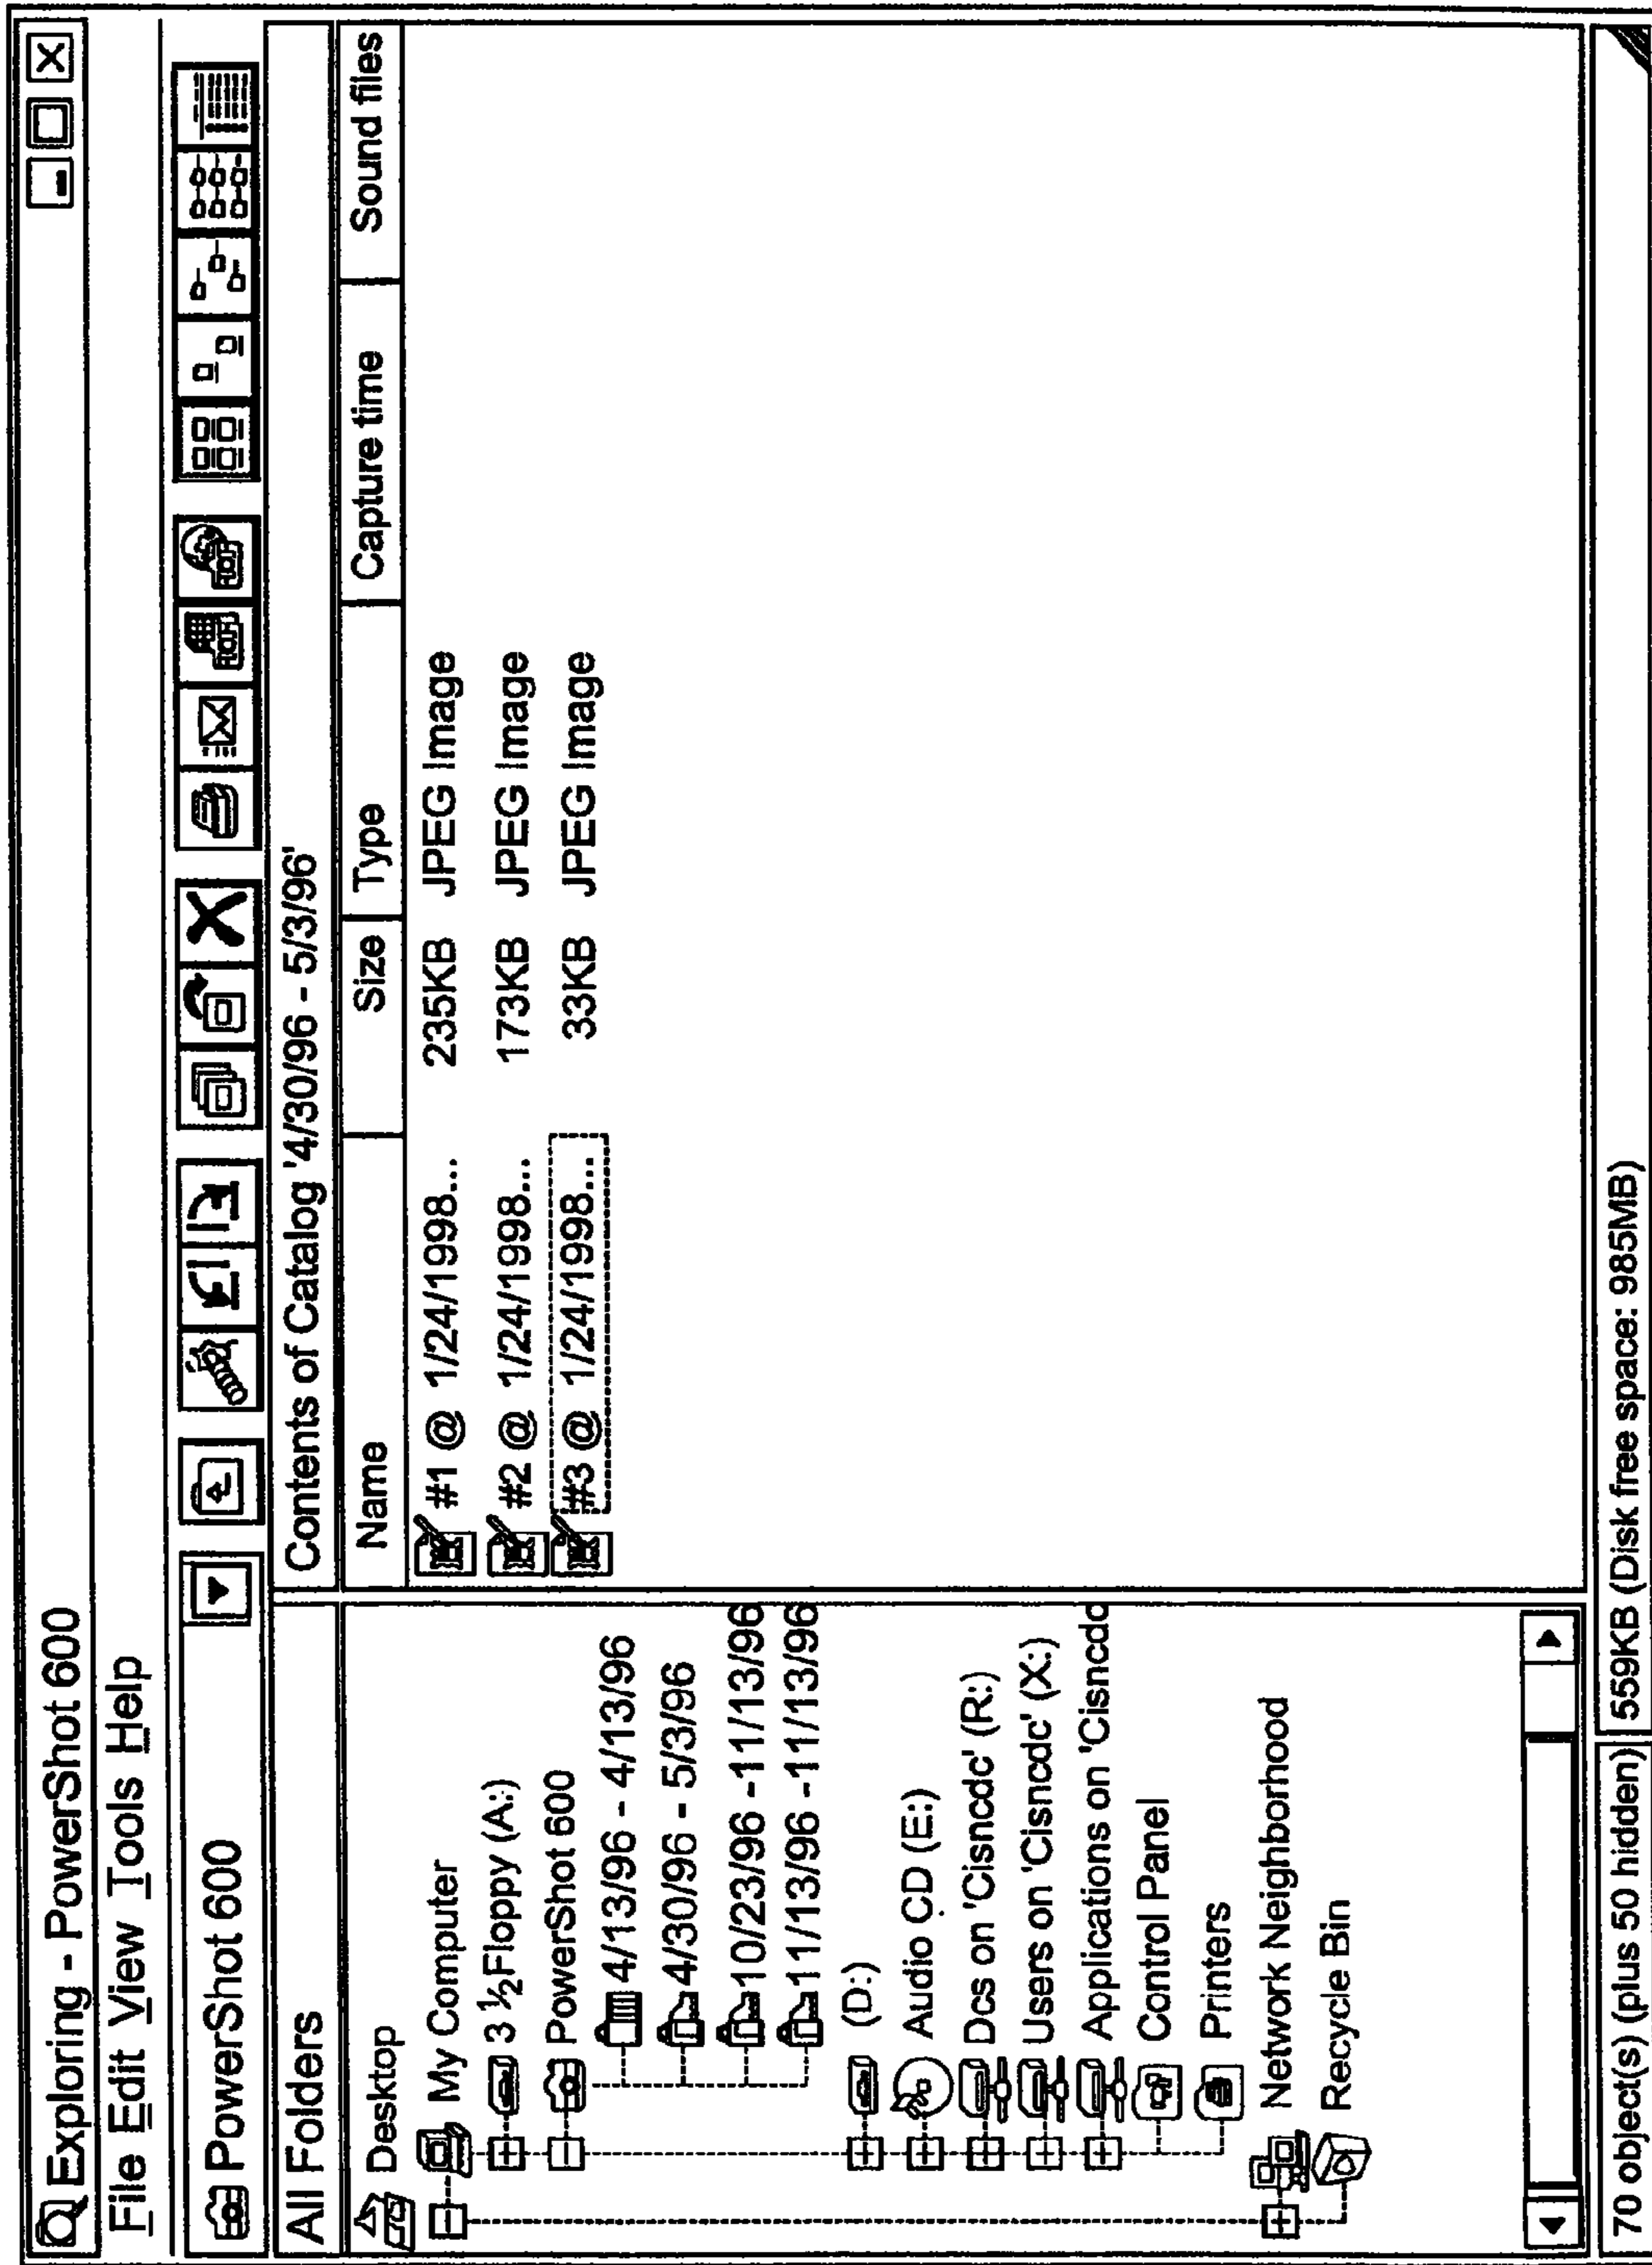 Exploring - PowerShot 600
File Edit View Tools Help
PowerShot 600
All Folders
Contents of Catalog '4/30/96 - 5/3/96'
Desktop
My Computer
3 ½ Floppy (A:)
PowerShot 600
4/13/96 - 4/13/96
4/30/96 - 5/3/96
10/23/96 -11/13/96
11/13/96 -11/13/96
(D:)
Audio CD (E:)
Dcs on 'Cisncdc' (R:)
Users on 'Cisncdc' (X:)
Applications on 'Cisncdc
Control Panel
Printers
Network Neighborhood
Recycle Bin
Name Size Type Capture time Sound files
#1 @ 1/24/1998... 235KB JPEG Image
#2 @ 1/24/1998... 173KB JPEG Image
#3 @ 1/24/1998... 33KB JPEG Image
70 object(s) (plus 50 hidden) 559KB (Disk free space: 985MB)